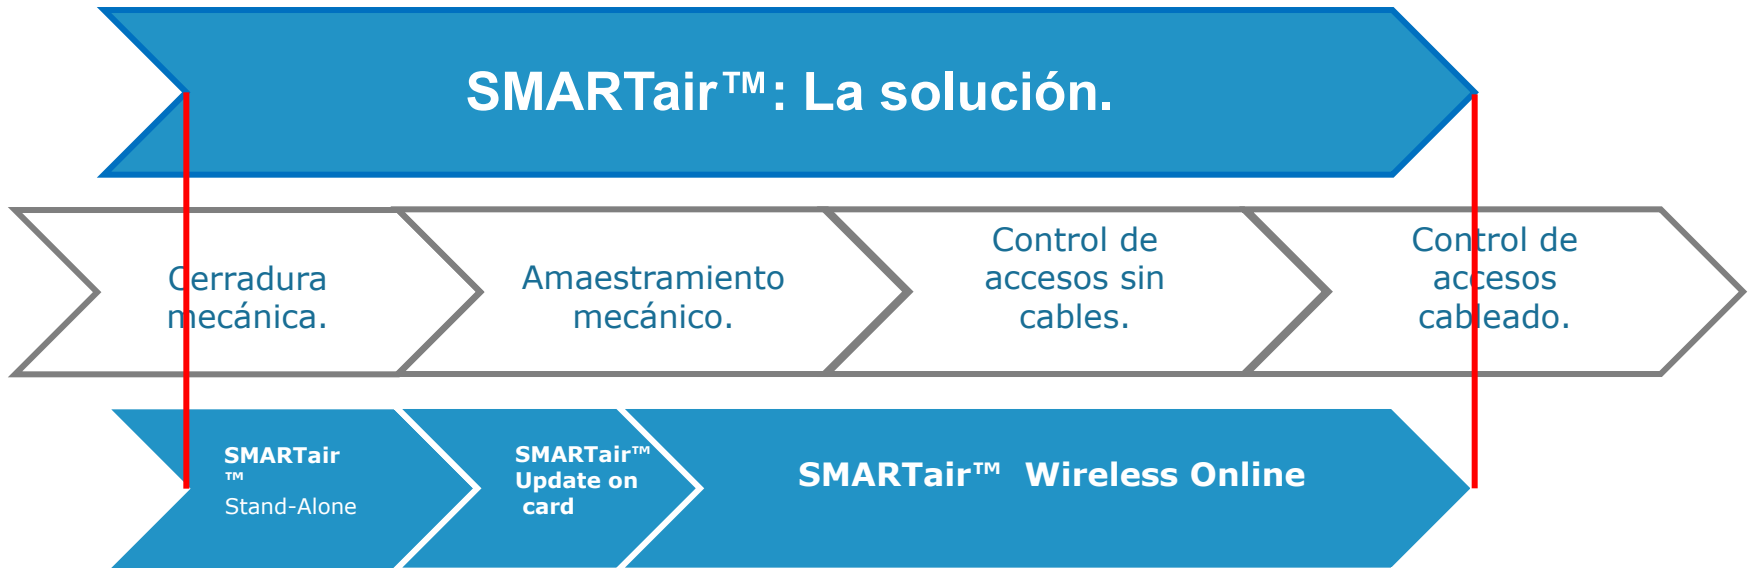 SMARTair™: La solución.
Cerradura
mecánica.
Amaestramiento
mecánico.
Control de
accesos sin
cables.
Control de
accesos
cableado.
SMARTair
™
Stand-Alone
SMARTair™
Update on
card
SMARTair™ Wireless Online